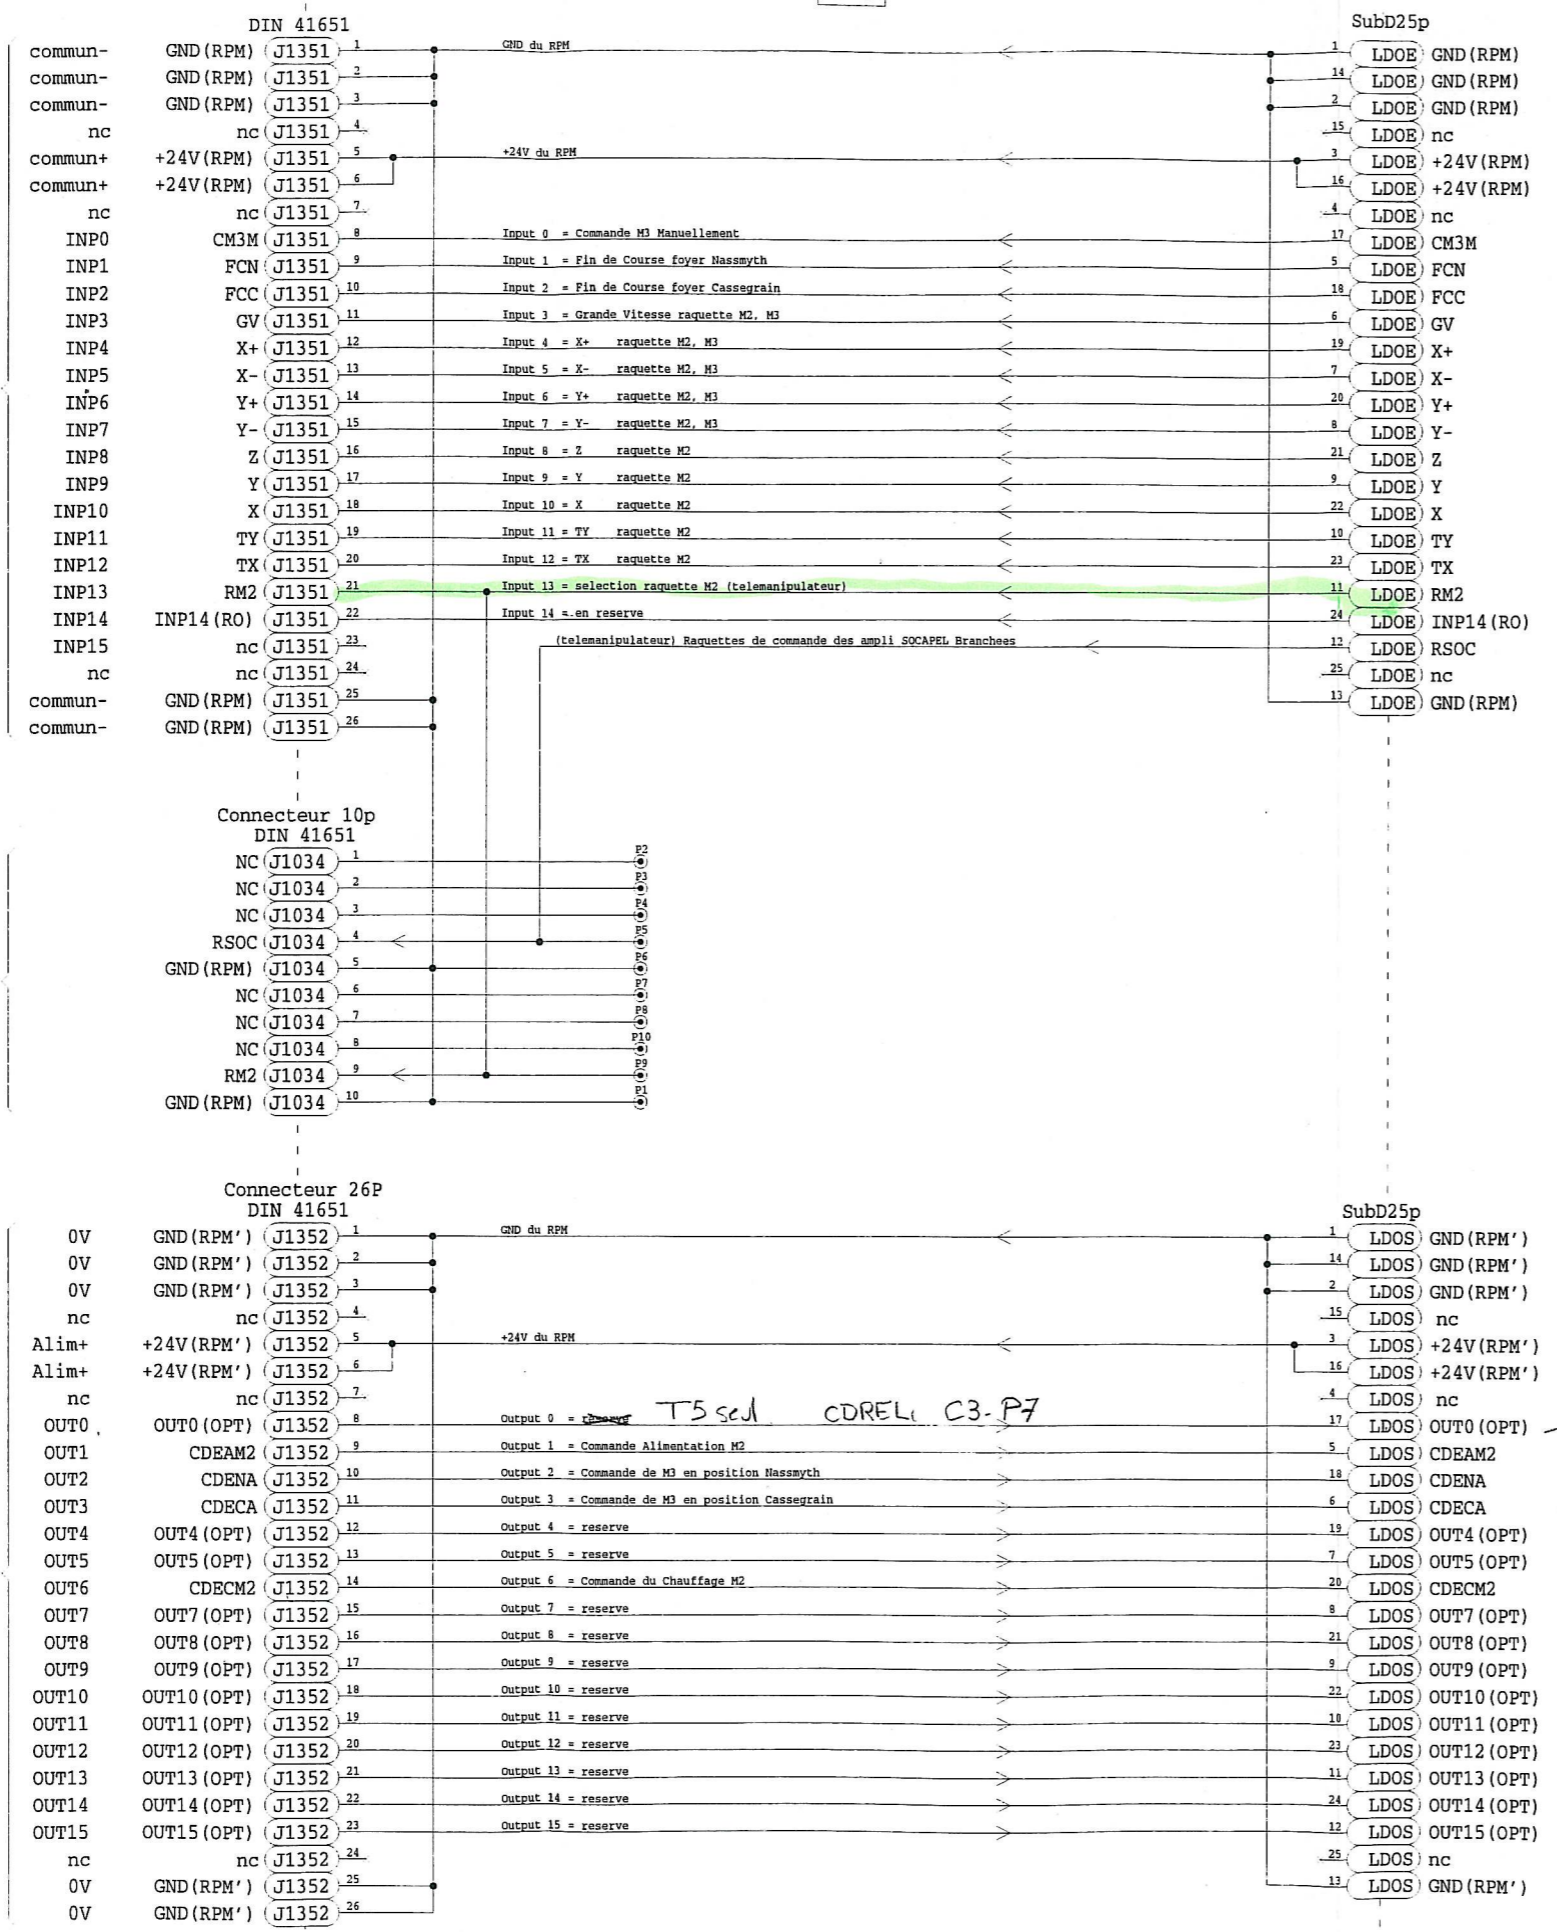 DIN 41651 SubD25p
commun- GND(RPM) J1351 1 GND du RPM 1 LDOE GND(RPM)
commun- GND(RPM) J1351 2 14 LDOE GND(RPM)
commun- GND(RPM) J1351 3 2 LDOE GND(RPM)
nc nc J1351 4 15 LDOE nc
commun+ +24V(RPM) J1351 5 +24V du RPM 3 LDOE +24V(RPM)
commun+ +24V(RPM) J1351 6 16 LDOE +24V(RPM)
nc nc J1351 7 4 LDOE nc
INP0 CM3M J1351 8 Input 0 = Commande M3 Manuellement 17 LDOE CM3M
INP1 FCN J1351 9 Input 1 = Fin de Course foyer Nassmyth 5 LDOE FCN
INP2 FCC J1351 10 Input 2 = Fin de Course foyer Cassegrain 18 LDOE FCC
INP3 GV J1351 11 Input 3 = Grande Vitesse raquette M2, M3 6 LDOE GV
INP4 X+ J1351 12 Input 4 = X+ raquette M2, M3 19 LDOE X+
INP5 X- J1351 13 Input 5 = X- raquette M2, M3 7 LDOE X-
INP6 Y+ J1351 14 Input 6 = Y+ raquette M2, M3 20 LDOE Y+
INP7 Y- J1351 15 Input 7 = Y- raquette M2, M3 8 LDOE Y-
INP8 Z J1351 16 Input 8 = Z raquette M2 21 LDOE Z
INP9 Y J1351 17 Input 9 = Y raquette M2 9 LDOE Y
INP10 X J1351 18 Input 10 = X raquette M2 22 LDOE X
INP11 TY J1351 19 Input 11 = TY raquette M2 10 LDOE TY
INP12 TX J1351 20 Input 12 = TX raquette M2 23 LDOE TX
INP13 RM2 J1351 21 Input 13 = selection raquette M2 (telemanipulateur) 11 LDOE RM2
INP14 INP14(RO) J1351 22 Input 14 = en reserve 24 LDOE INP14(RO)
INP15 nc J1351 23 (telemanipulateur) Raquettes de commande des ampli SOCAPEL Branchees 12 LDOE RSOC
nc nc J1351 24 25 LDOE nc
commun- GND(RPM) J1351 25 13 LDOE GND(RPM)
commun- GND(RPM) J1351 26
Connecteur 10p
DIN 41651
NC J1034 1 P2
NC J1034 2 P3
NC J1034 3 P4
RSOC J1034 4 P5
GND(RPM) J1034 5 P6
NC J1034 6 P7
NC J1034 7 P8
NC J1034 8 P10
RM2 J1034 9 P9
GND(RPM) J1034 10 P1
Connecteur 26P
DIN 41651 SubD25p
0V GND(RPM') J1352 1 GND du RPM 1 LDOS GND(RPM')
0V GND(RPM') J1352 2 14 LDOS GND(RPM')
0V GND(RPM') J1352 3 2 LDOS GND(RPM')
nc nc J1352 4 15 LDOS nc
Alim+ +24V(RPM') J1352 5 +24V du RPM 3 LDOS +24V(RPM')
Alim+ +24V(RPM') J1352 6 16 LDOS +24V(RPM')
nc nc J1352 7 4 LDOS nc
OUT0 OUT0(OPT) J1352 8 Output 0 = reserve T5 seul C3-P7 17 LDOS OUT0(OPT)
OUT1 CDEAM2 J1352 9 Output 1 = Commande Alimentation M2 5 LDOS CDEAM2
OUT2 CDENA J1352 10 Output 2 = Commande de M3 en position Nassmyth 18 LDOS CDENA
OUT3 CDECA J1352 11 Output 3 = Commande de M3 en position Cassegrain 6 LDOS CDECA
OUT4 OUT4(OPT) J1352 12 Output 4 = reserve 19 LDOS OUT4(OPT)
OUT5 OUT5(OPT) J1352 13 Output 5 = reserve 7 LDOS OUT5(OPT)
OUT6 CDECM2 J1352 14 Output 6 = Commande du Chauffage M2 20 LDOS CDECM2
OUT7 OUT7(OPT) J1352 15 Output 7 = reserve 8 LDOS OUT7(OPT)
OUT8 OUT8(OPT) J1352 16 Output 8 = reserve 21 LDOS OUT8(OPT)
OUT9 OUT9(OPT) J1352 17 Output 9 = reserve 9 LDOS OUT9(OPT)
OUT10 OUT10(OPT) J1352 18 Output 10 = reserve 22 LDOS OUT10(OPT)
OUT11 OUT11(OPT) J1352 19 Output 11 = reserve 10 LDOS OUT11(OPT)
OUT12 OUT12(OPT) J1352 20 Output 12 = reserve 23 LDOS OUT12(OPT)
OUT13 OUT13(OPT) J1352 21 Output 13 = reserve 11 LDOS OUT13(OPT)
OUT14 OUT14(OPT) J1352 22 Output 14 = reserve 24 LDOS OUT14(OPT)
OUT15 OUT15(OPT) J1352 23 Output 15 = reserve 12 LDOS OUT15(OPT)
nc nc J1352 24 25 LDOS nc
0V GND(RPM') J1352 25 13 LDOS GND(RPM')
0V GND(RPM') J1352 26